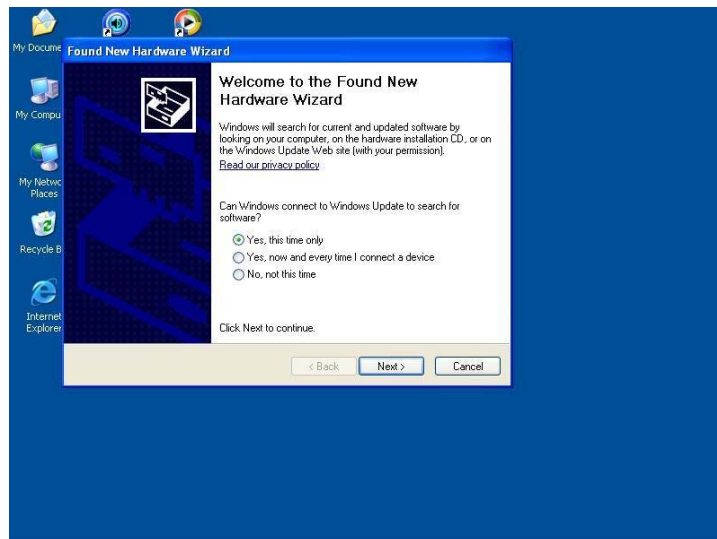 My Docume
Found New Hardware Wizard
Welcome to the Found New
Hardware Wizard
Windows will search for current and updated software by
looking on your computer, on the hardware installation CD, or on
the Windows Update Web site (with your permission).
Read our privacy policy
Can Windows connect to Windows Update to search for
software?
Yes, this time only
Yes, now and every time I connect a device
No, not this time
Click Next to continue.
< Back
Next >
Cancel
My Compu
My Netwo
Places
Recycle B
Internet
Explorer